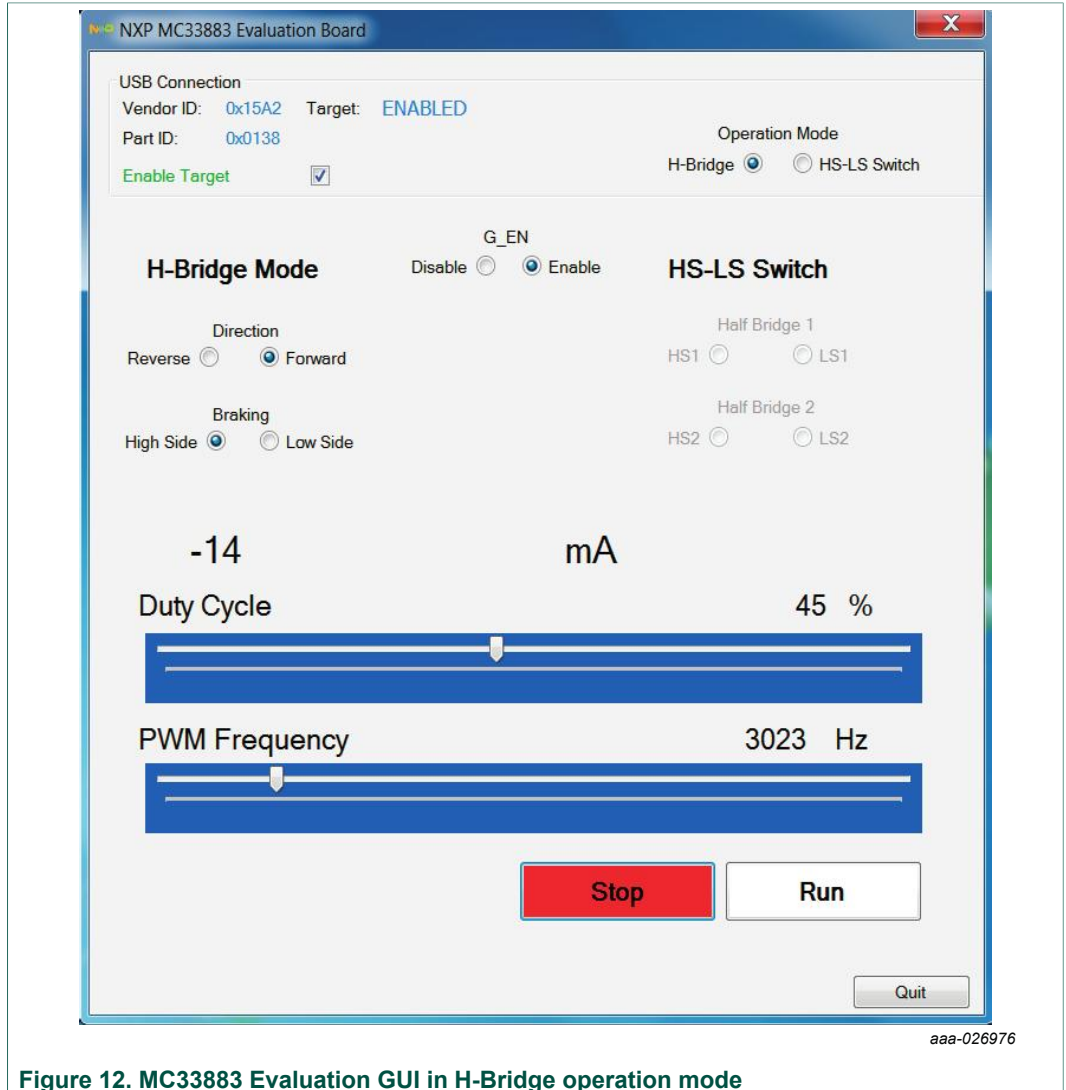 NXP NXP MC33883 Evaluation Board X
USB Connection
Vendor ID: 0x15A2 Target: ENABLED
Part ID: 0x0138
Operation Mode
Enable Target
H-Bridge HS-LS Switch
G_EN
H-Bridge Mode Disable Enable HS-LS Switch
Direction Half Bridge 1
Reverse Forward HS1 LS1
Braking Half Bridge 2
High Side Low Side HS2 LS2
-14 mA
Duty Cycle 45 %
PWM Frequency 3023 Hz
Stop Run
Quit
aaa-026976
Figure 12. MC33883 Evaluation GUI in H-Bridge operation mode